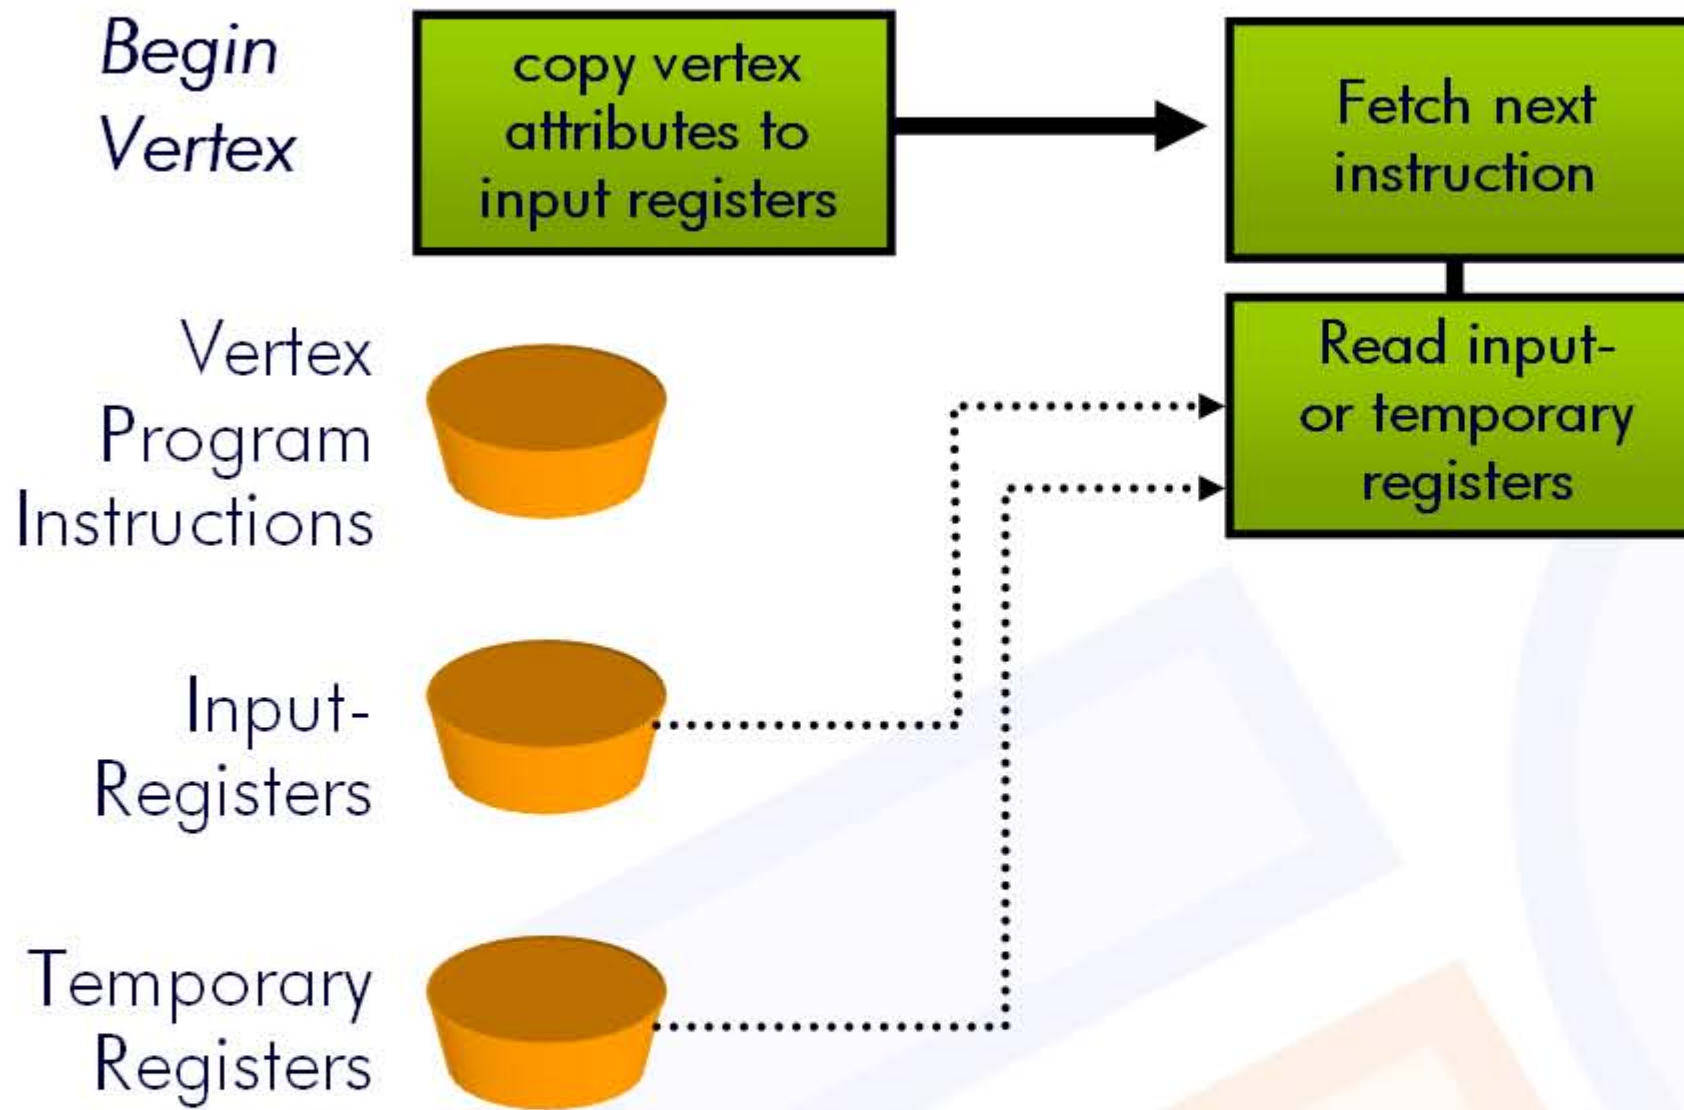 Begin
Vertex
copy vertex
attributes to
input registers
Fetch next
instruction
Vertex
Program
Instructions
Read input-
or temporary
registers
Input-
Registers
Temporary
Registers